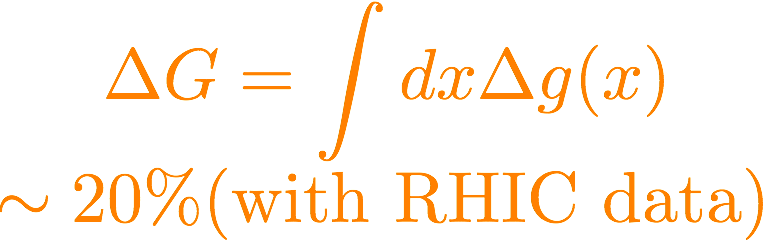 ΔG = ∫ dxΔg(x)
∼ 20%(with RHIC data)